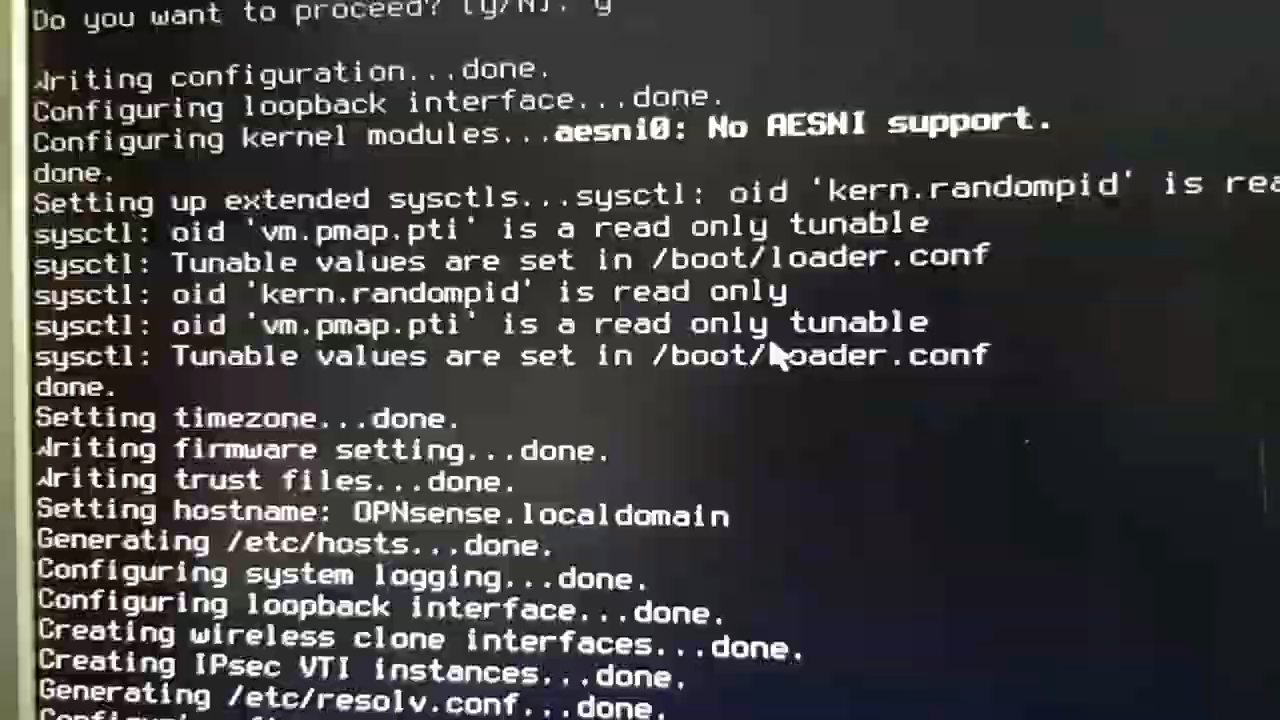 Do you want to proceed? [y/N]: y
Writing configuration...done.
Configuring loopback interface...done.
Configuring kernel modules...aesni0: No AESNI support.
done.
Setting up extended sysctls...sysctl: oid 'kern.randompid' is rea
sysctl: oid 'vm.pmap.pti' is a read only tunable
sysctl: Tunable values are set in /boot/loader.conf
sysctl: oid 'kern.randompid' is read only
sysctl: oid 'vm.pmap.pti' is a read only tunable
sysctl: Tunable values are set in /boot/loader.conf
done.
Setting timezone...done.
Writing firmware setting...done.
Writing trust files...done.
Setting hostname: OPNsense.localdomain
Generating /etc/hosts...done.
Configuring system logging...done.
Configuring loopback interface...done.
Creating wireless clone interfaces...done.
Creating IPsec VTI instances...done.
Generating /etc/resolv.conf...done.